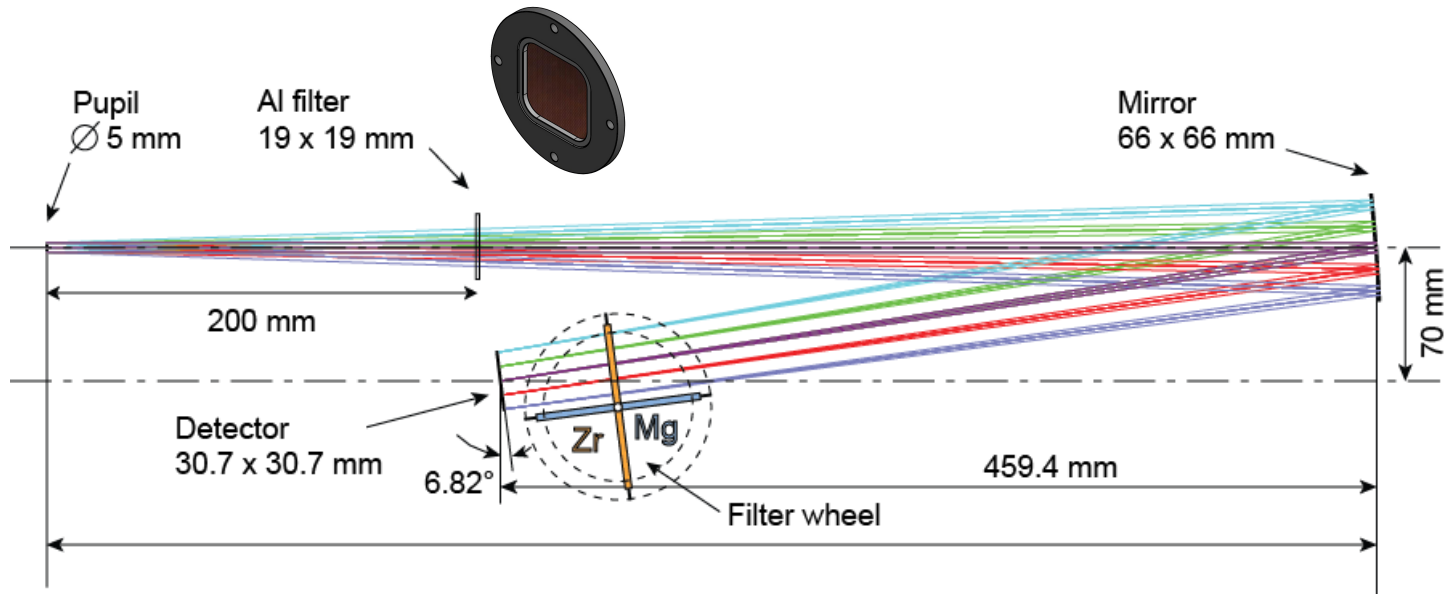 Pupil
∅ 5 mm
Al filter
19 x 19 mm
Mirror
66 x 66 mm
200 mm
70 mm
Detector
30.7 x 30.7 mm
6.82°
Zr
Mg
459.4 mm
Filter wheel